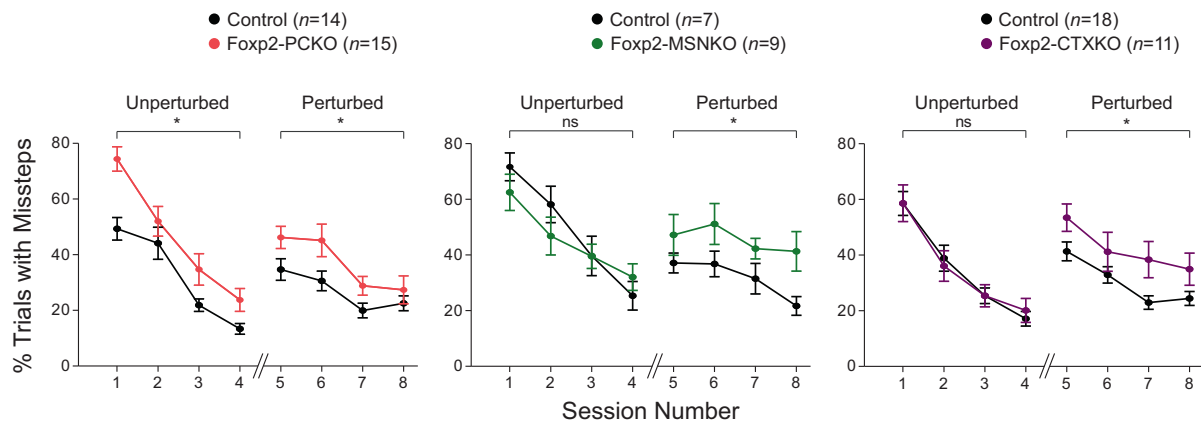 Control (n=14)
Foxp2-PCKO (n=15)
Control (n=7)
Foxp2-MSNKO (n=9)
Control (n=18)
Foxp2-CTXKO (n=11)
Unperturbed
*
Perturbed
*
Unperturbed
ns
Perturbed
*
Unperturbed
ns
Perturbed
*
% Trials with Missteps
80
60
40
20
0
1 2 3 4 5 6 7 8
80
60
40
20
0
1 2 3 4 5 6 7 8
80
60
40
20
0
1 2 3 4 5 6 7 8
Session Number